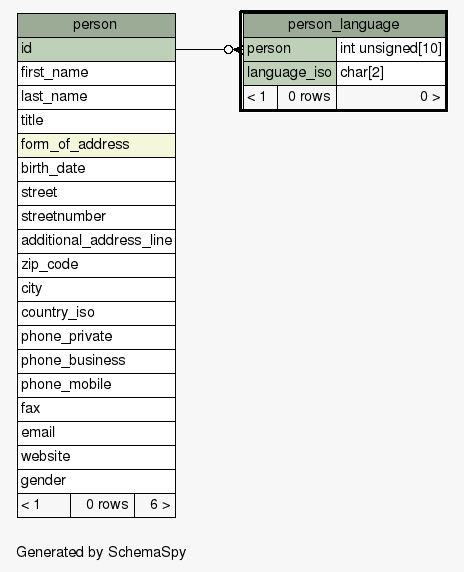 person
id
first_name
last_name
title
form_of_address
birth_date
street
streetnumber
additional_address_line
zip_code
city
country_iso
phone_private
phone_business
phone_mobile
fax
email
website
gender
< 1 0 rows 6 >
person_language
person int unsigned[10]
language_iso char[2]
< 1 0 rows 0 >
Generated by SchemaSpy